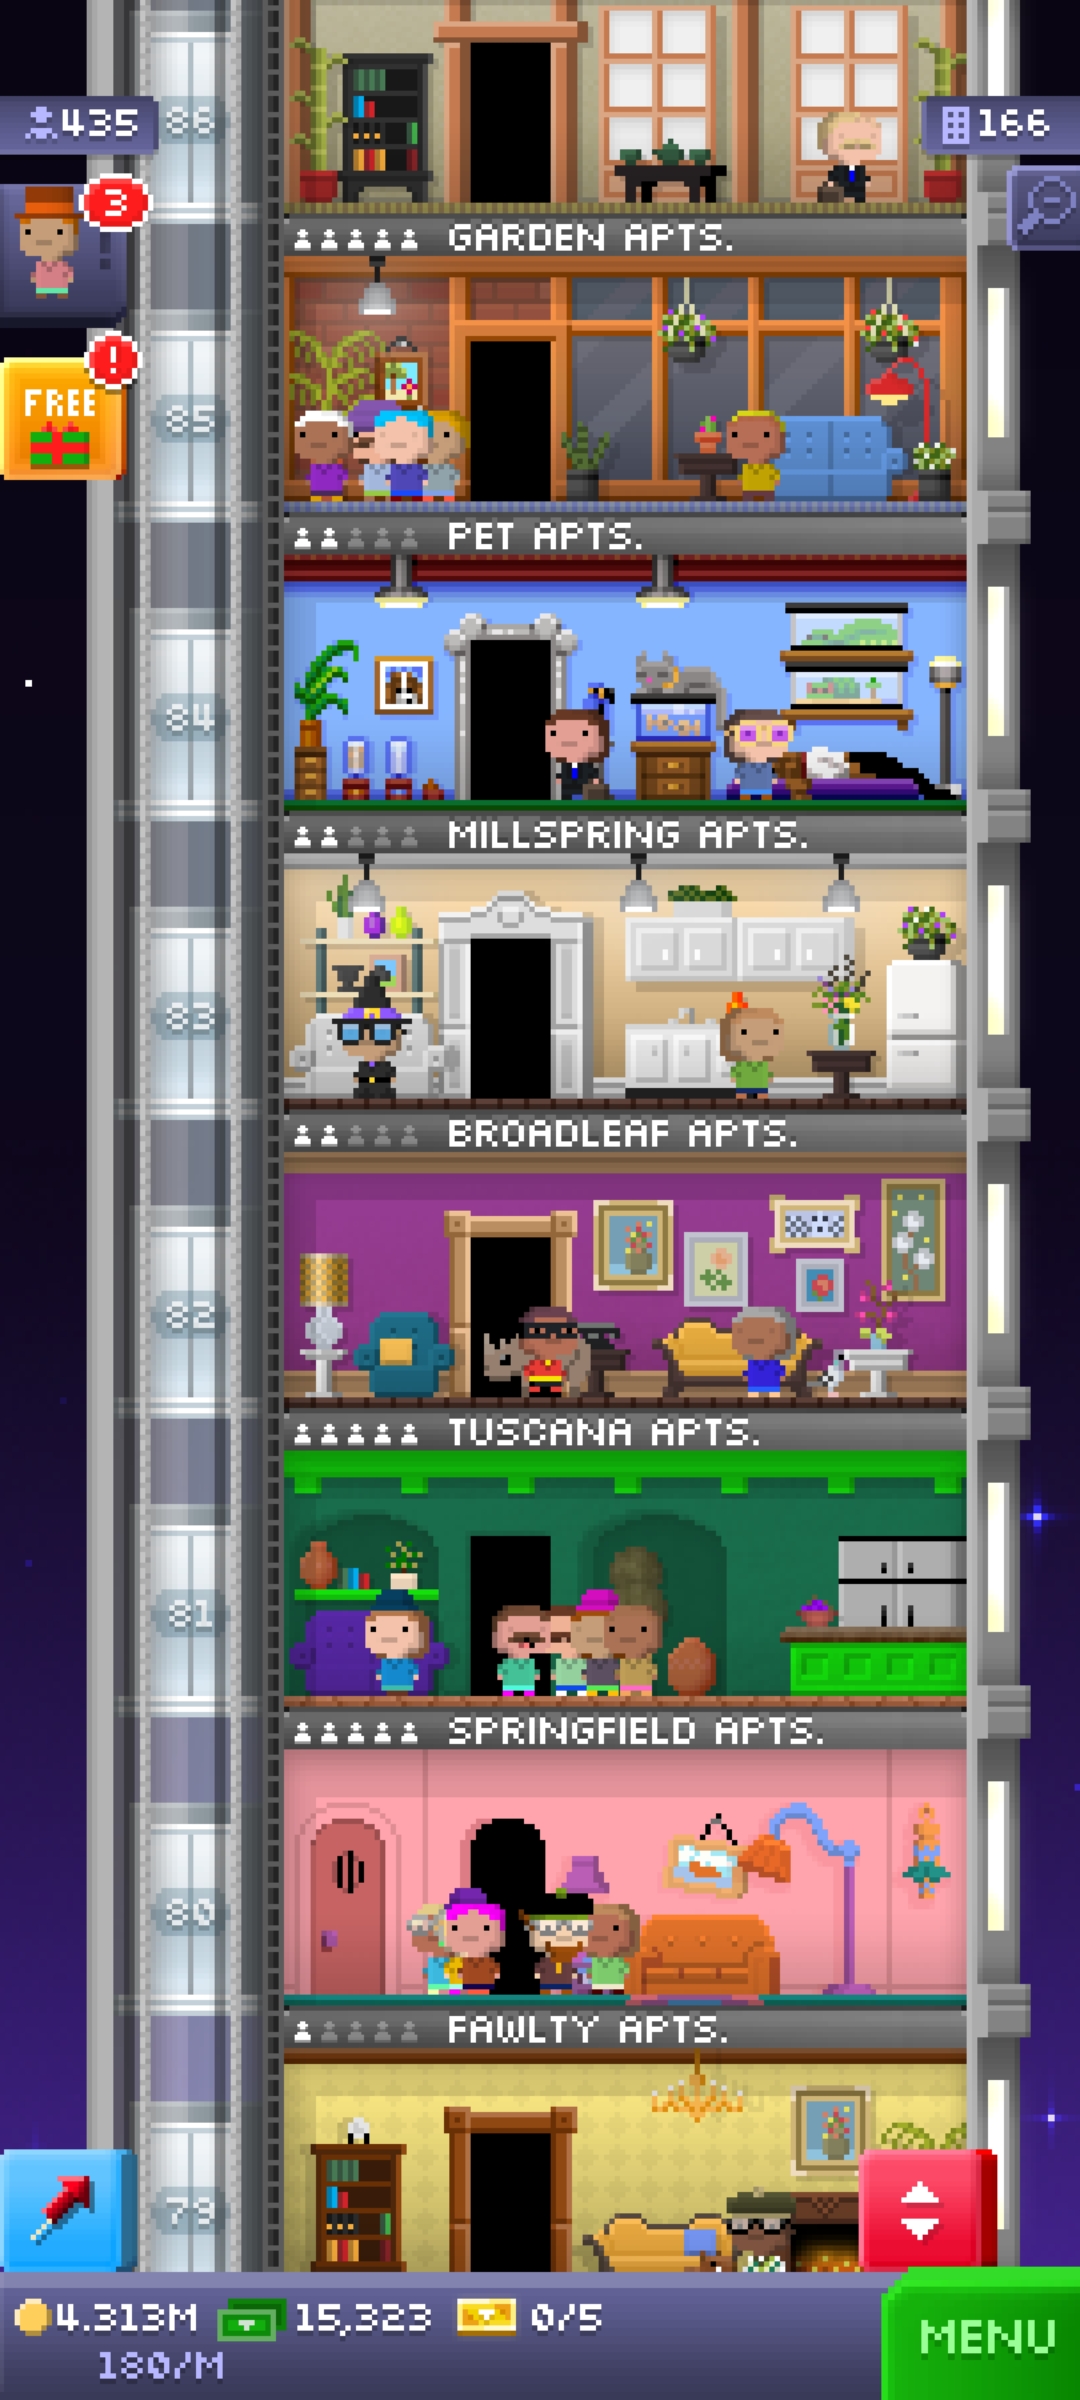 435
86
166
3
GARDEN APTS.
!
FREE
85
PET APTS.
84
MILLSPRING APTS.
83
BROADLEAF APTS.
82
TUSCANA APTS.
81
SPRINGFIELD APTS.
80
FAWLTY APTS.
79
4.313M
15,323
0/5
180/M
MENU